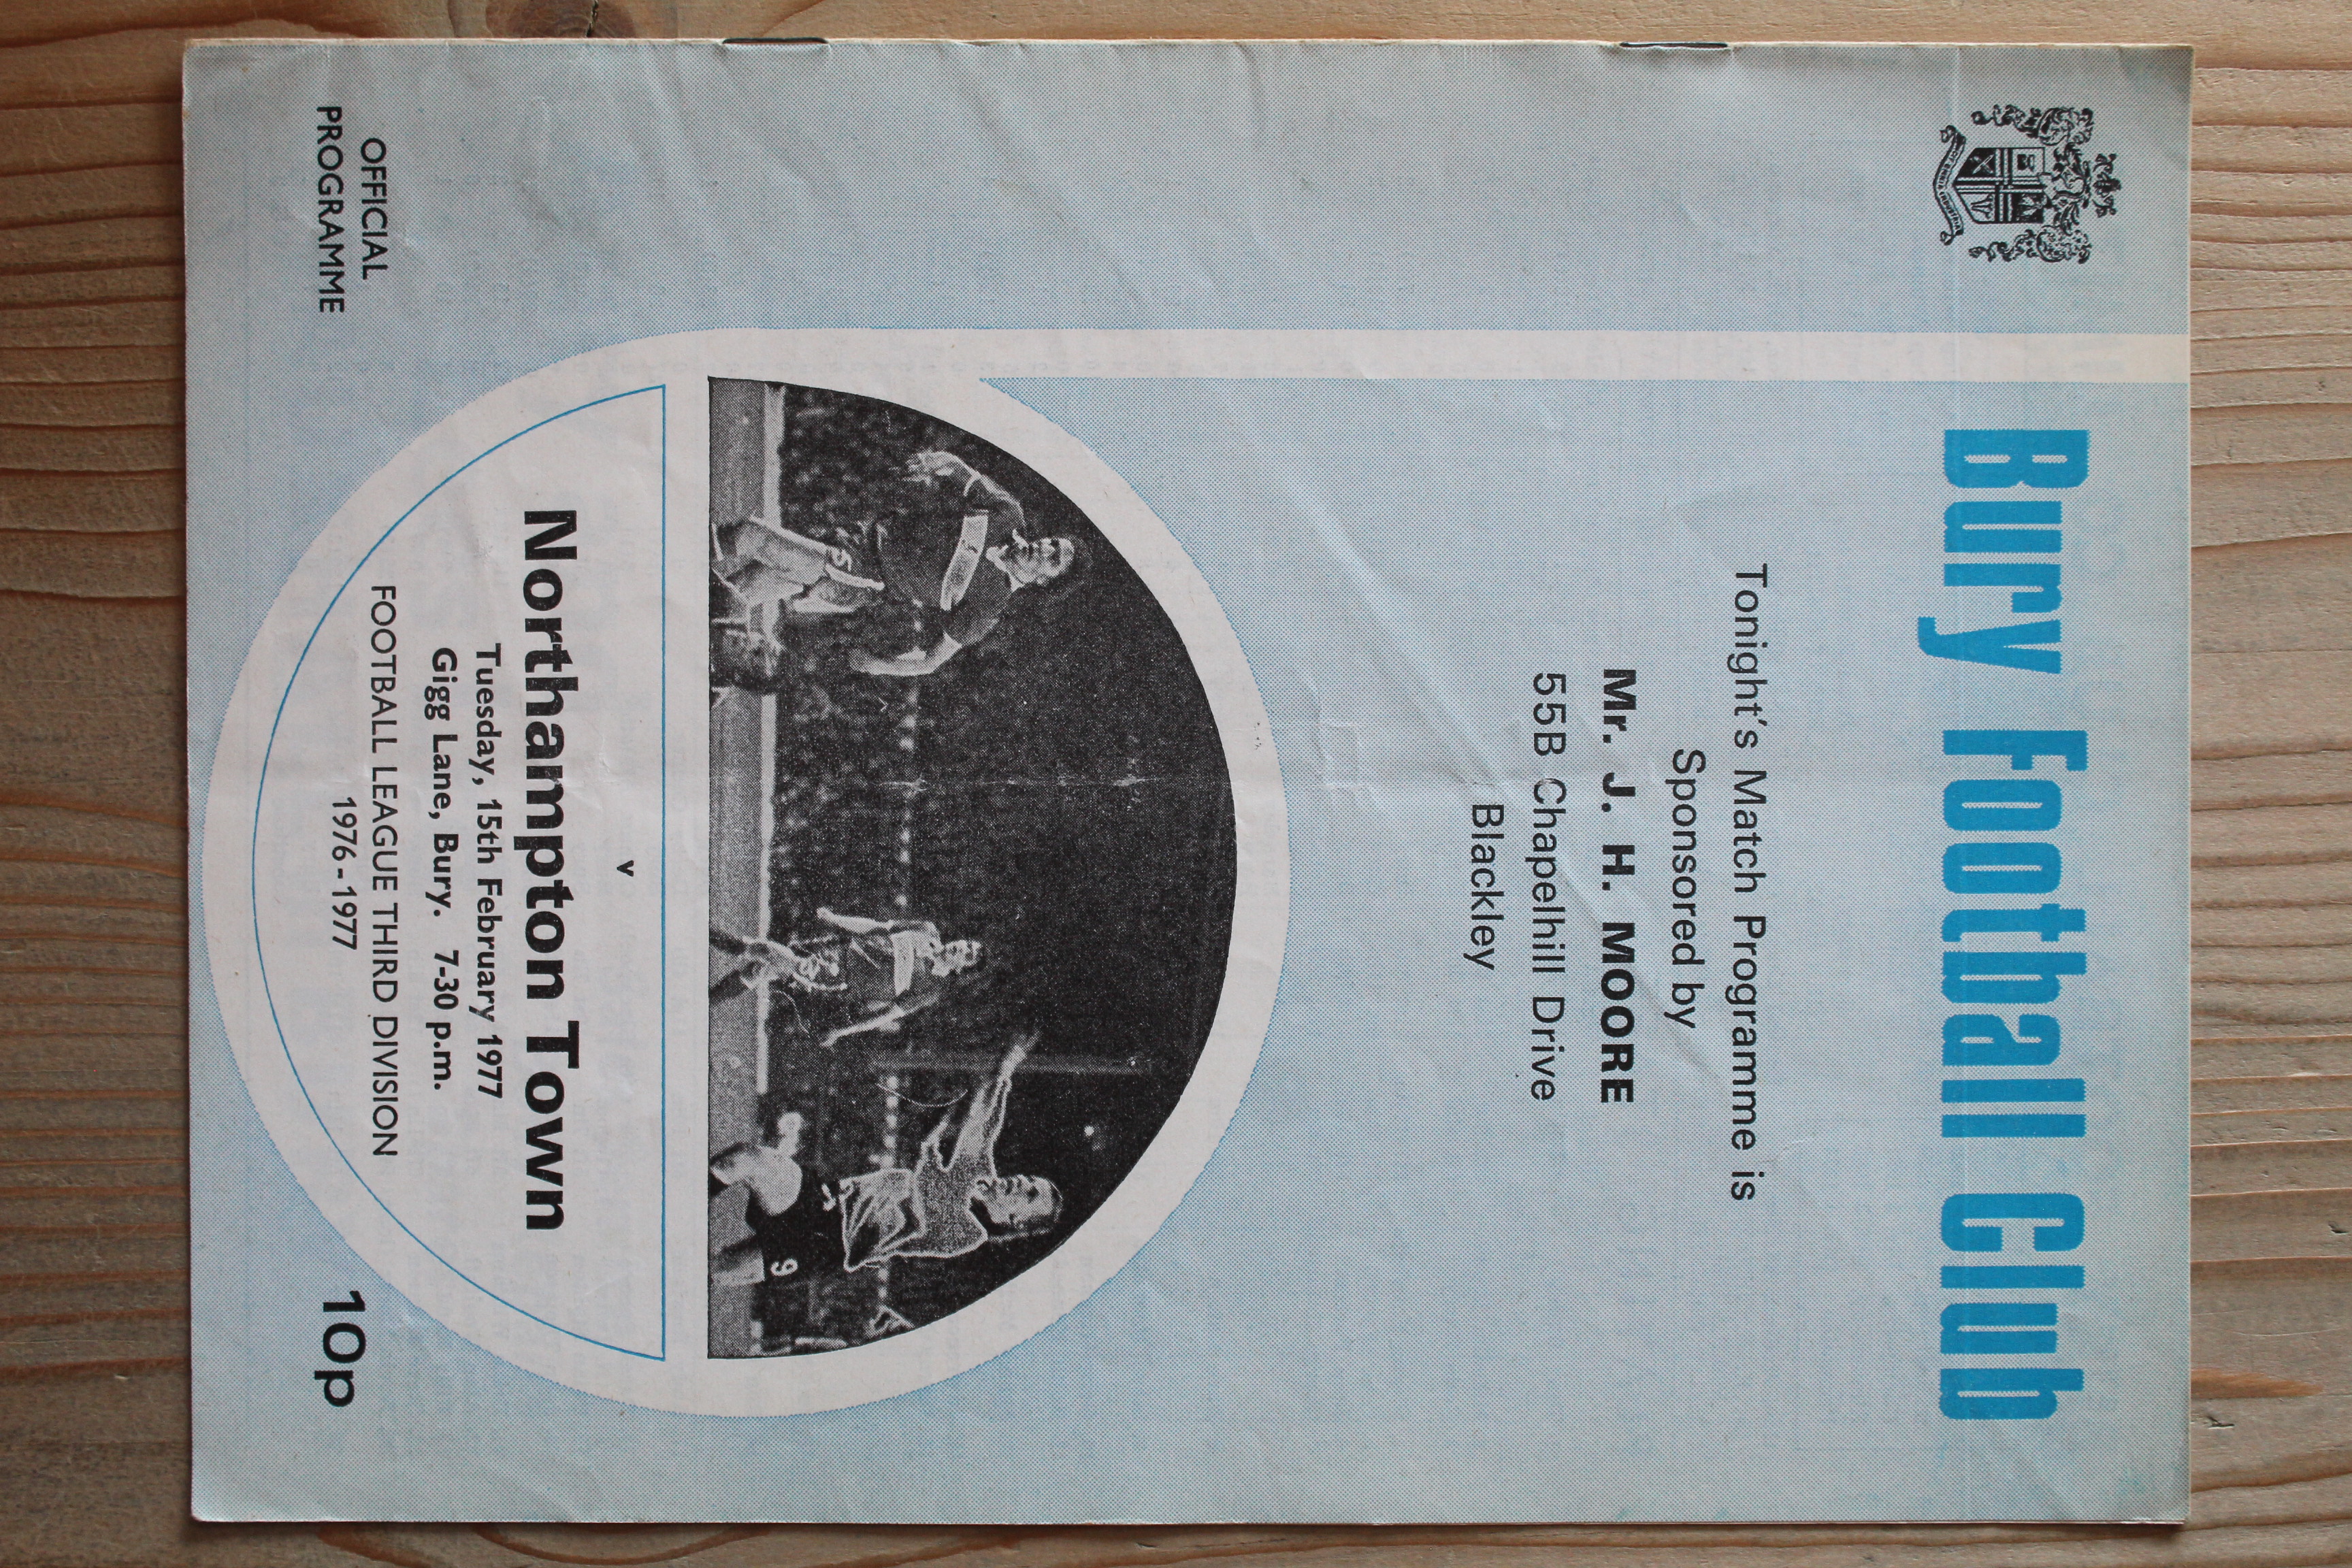 Bury Football Club
Tonight's Match Programme is
Sponsored by
Mr. J. H. MOORE
55B Chapelhill Drive
Blackley
9
v
Northampton Town
Tuesday, 15th February 1977
Gigg Lane, Bury. 7-30 p.m.
FOOTBALL LEAGUE THIRD DIVISION
1976-1977
OFFICIAL
PROGRAMME
10p